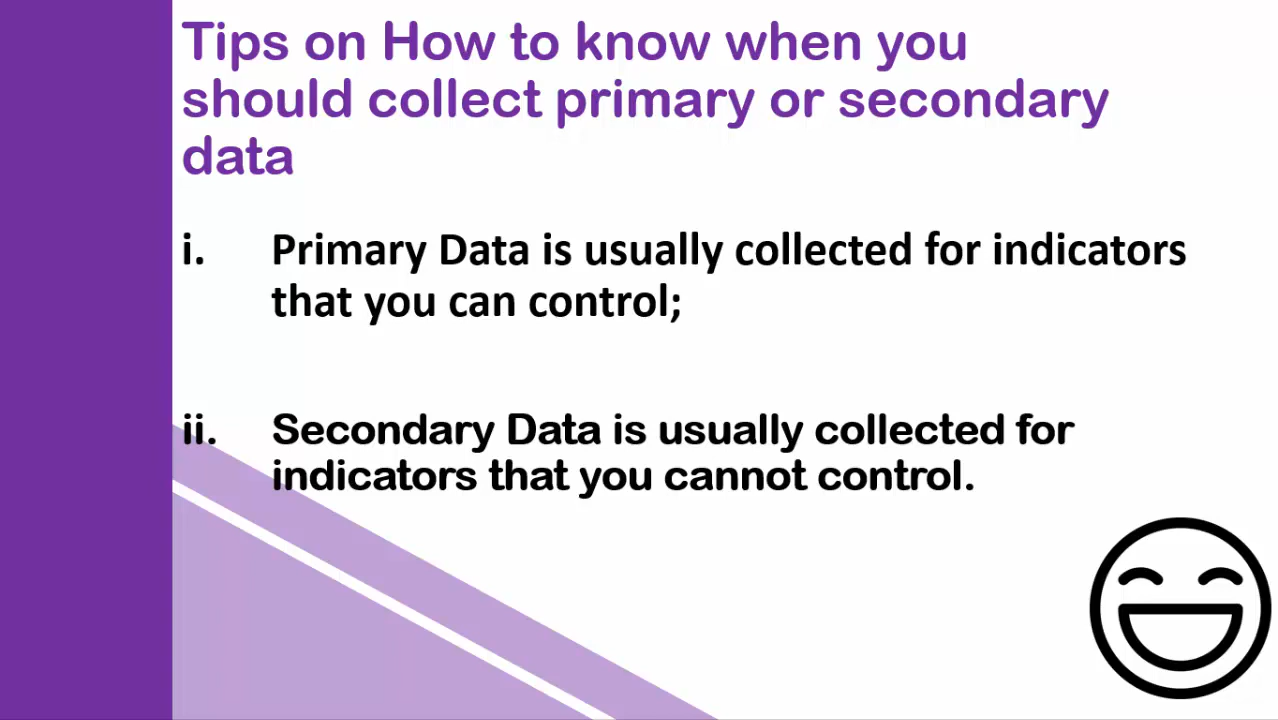 Tips on How to know when you
should collect primary or secondary
data
i. Primary Data is usually collected for indicators
that you can control;
ii. Secondary Data is usually collected for
indicators that you cannot control.